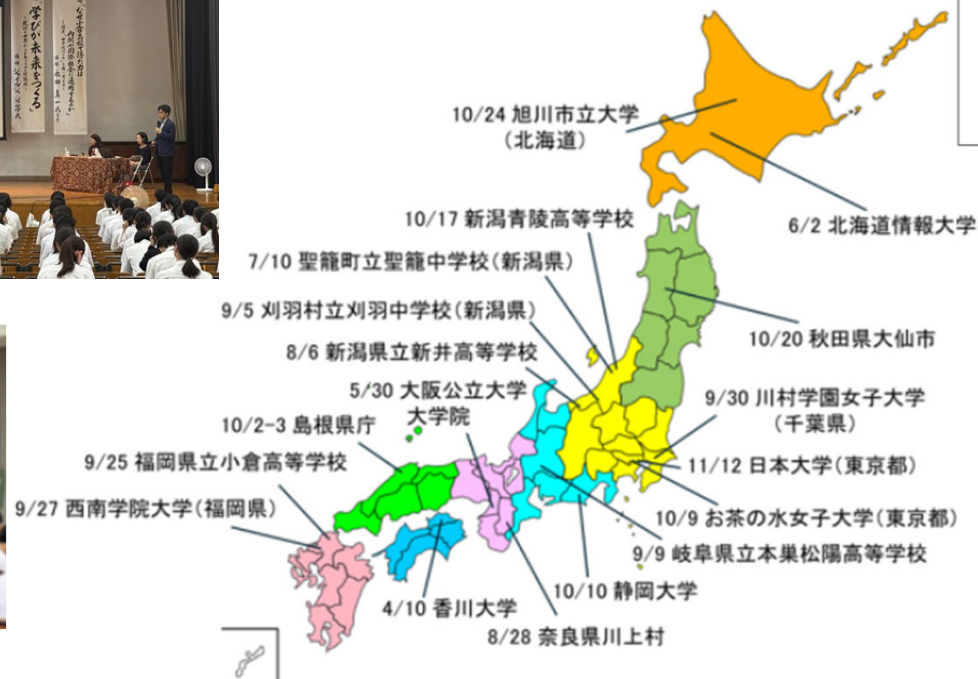 「学びが未来をつくる」
10/24 旭川市立大学
（北海道）
6/2 北海道情報大学
10/17 新潟青陵高等学校
7/10 聖籠町立聖籠中学校（新潟県）
9/5 刈羽村立刈羽中学校（新潟県）
8/6 新潟県立新井高等学校
5/30 大阪公立大学
大学院
10/2-3 島根県庁
9/25 福岡県立小倉高等学校
9/27 西南学院大学（福岡県）
10/20 秋田県大仙市
9/30 川村学園女子大学
（千葉県）
11/12 日本大学（東京都）
10/9 お茶の水女子大学（東京都）
9/9 岐阜県立本巣松陽高等学校
10/10 静岡大学
4/10 香川大学
8/28 奈良県川上村